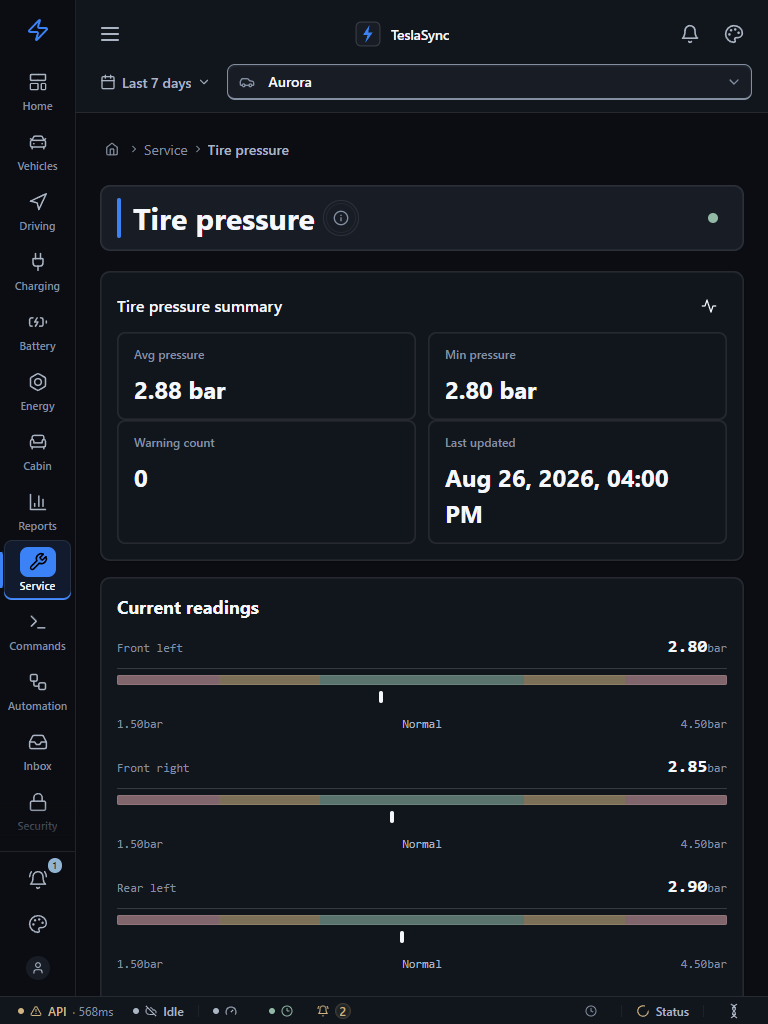 TeslaSync
Last 7 days
Aurora
Home
Vehicles
Driving
Charging
Battery
Energy
Cabin
Reports
Service
Commands
Automation
Inbox
Security
1
Service
Tire pressure
Tire pressure
Tire pressure summary
Avg pressure
2.88 bar
Min pressure
2.80 bar
Warning count
0
Last updated
Aug 26, 2026, 04:00
PM
Current readings
Front left
2.80bar
1.50bar Normal 4.50bar
Front right
2.85bar
1.50bar Normal 4.50bar
Rear left
2.90bar
1.50bar Normal 4.50bar
API · 568ms
Idle
2
Status